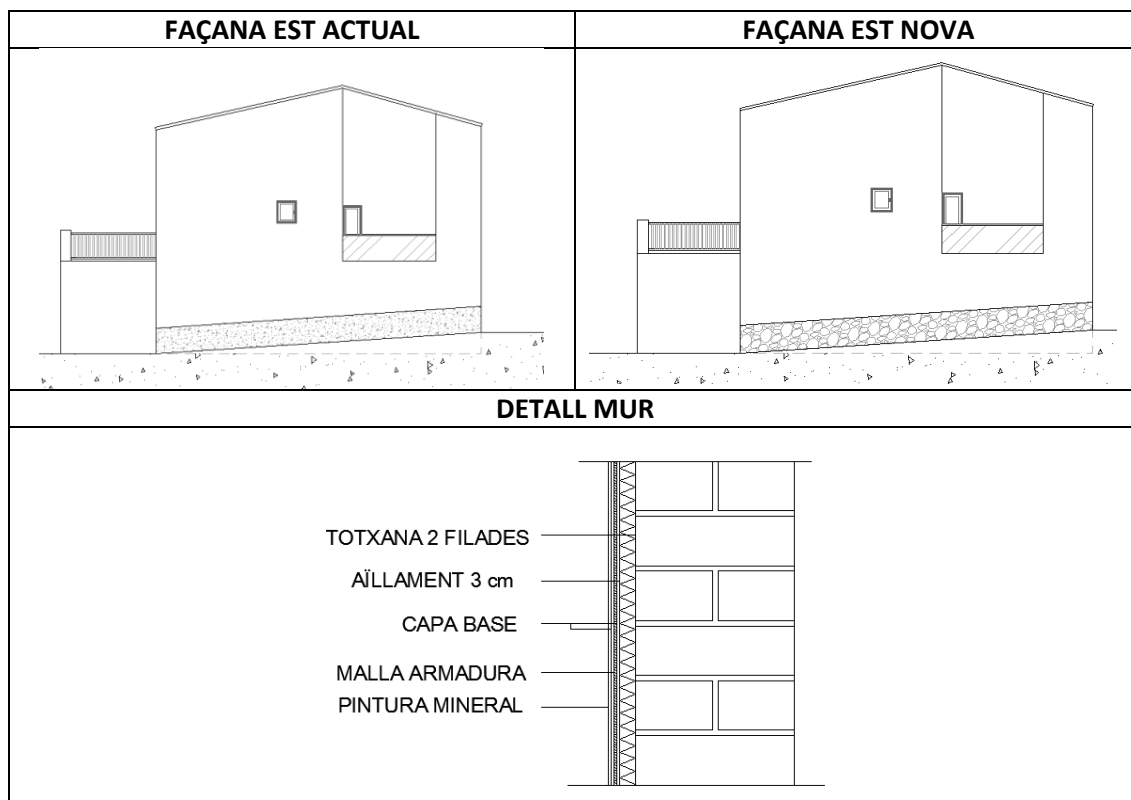 FAÇANA EST ACTUAL
FAÇANA EST NOVA
DETALL MUR
TOTXANA 2 FILADES
AÏLLAMENT 3 cm
CAPA BASE
MALLA ARMADURA
PINTURA MINERAL